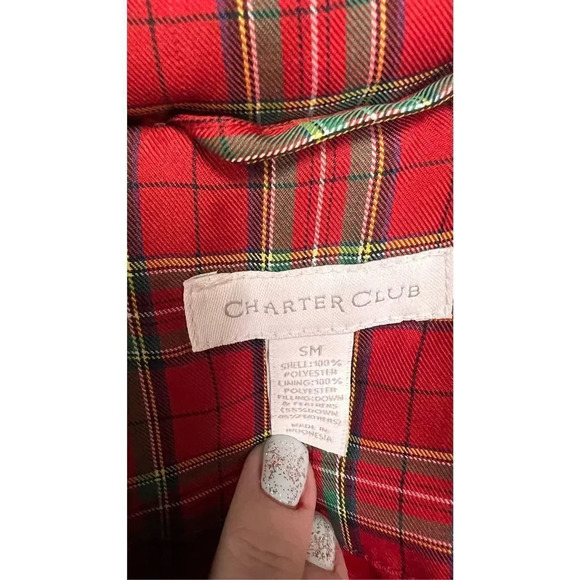 CHARTER CLUB
SM
SHELL: 100%
POLYESTER
LINING: 100%
POLYESTER
FILLING: DOWN
& FEATHERS
MADE IN
INDONESIA